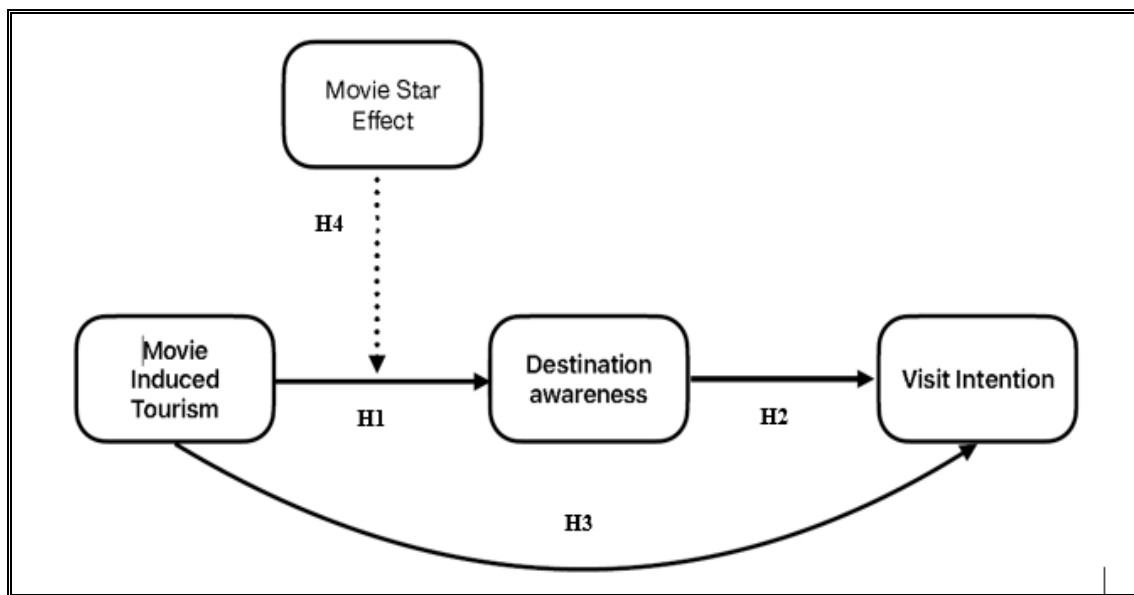 Movie Star
Effect
H4
Movie
Induced
Tourism
H1
Destination
awareness
H2
Visit Intention
H3